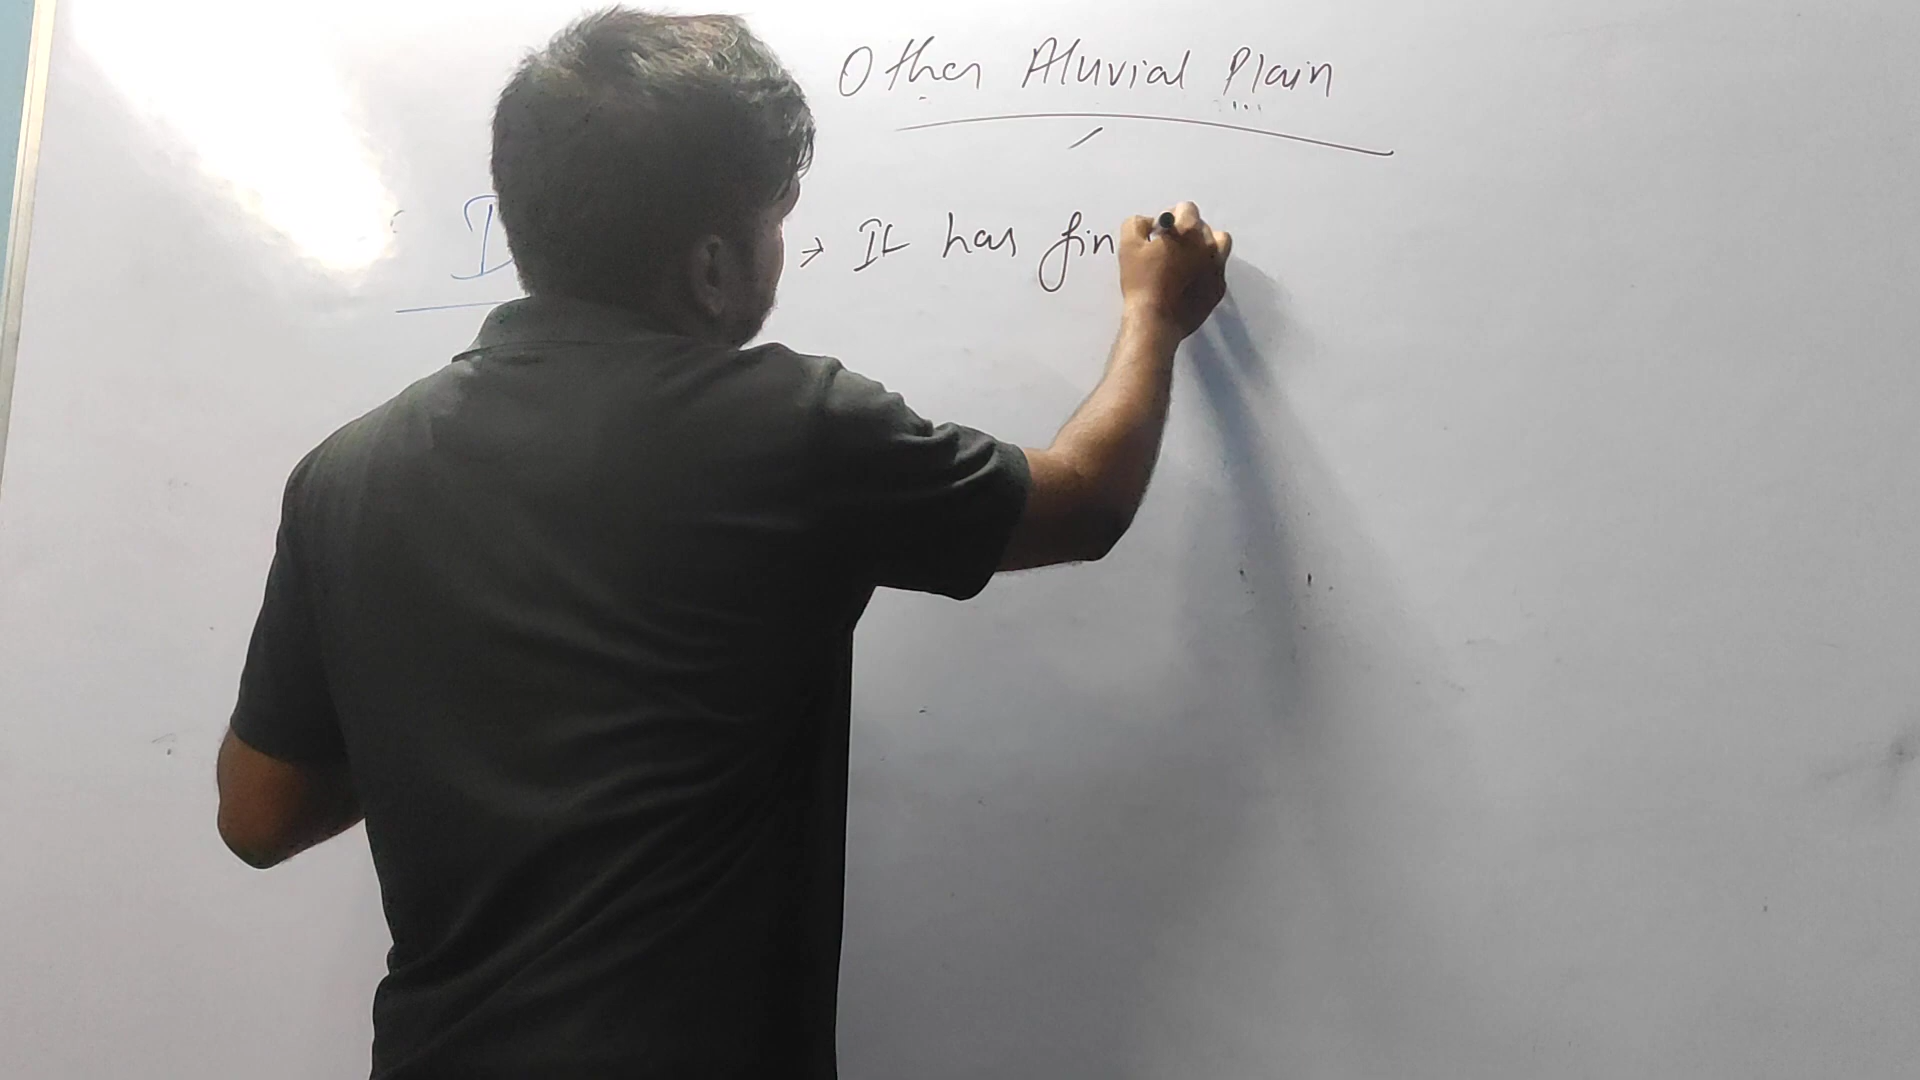 Other Aluvial Plain
→ It has fin